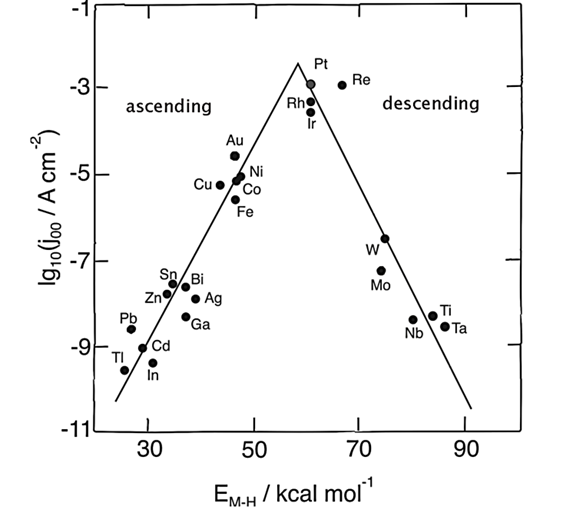 -1
-3
-5
-7
-9
-11
lg10(j00 / A cm-2)
ascending
descending
Pt
Re
Rh
Ir
Au
Ni
Cu
Co
Fe
W
Mo
Sn
Bi
Zn
Ag
Ga
Pb
Ti
Nb
Ta
Tl
Cd
In
30
50
70
90
EM-H / kcal mol-1